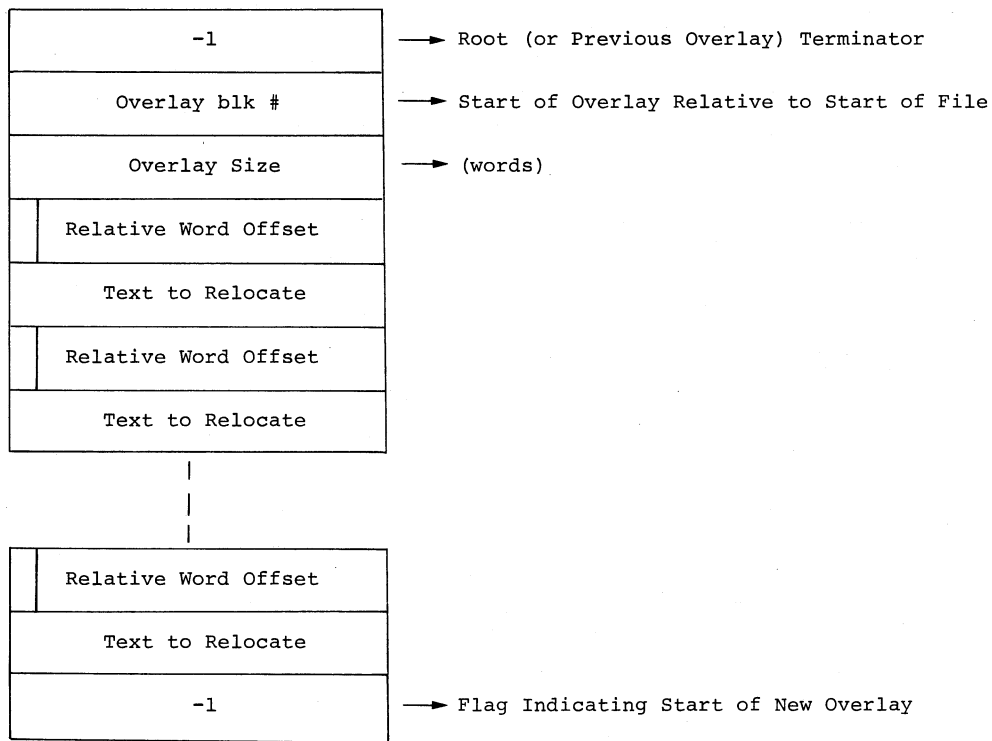 -1 Root (or Previous Overlay) Terminator
Overlay blk # Start of Overlay Relative to Start of File
Overlay Size (words)
Relative Word Offset
Text to Relocate
Relative Word Offset
Text to Relocate
Relative Word Offset
Text to Relocate
-1 Flag Indicating Start of New Overlay